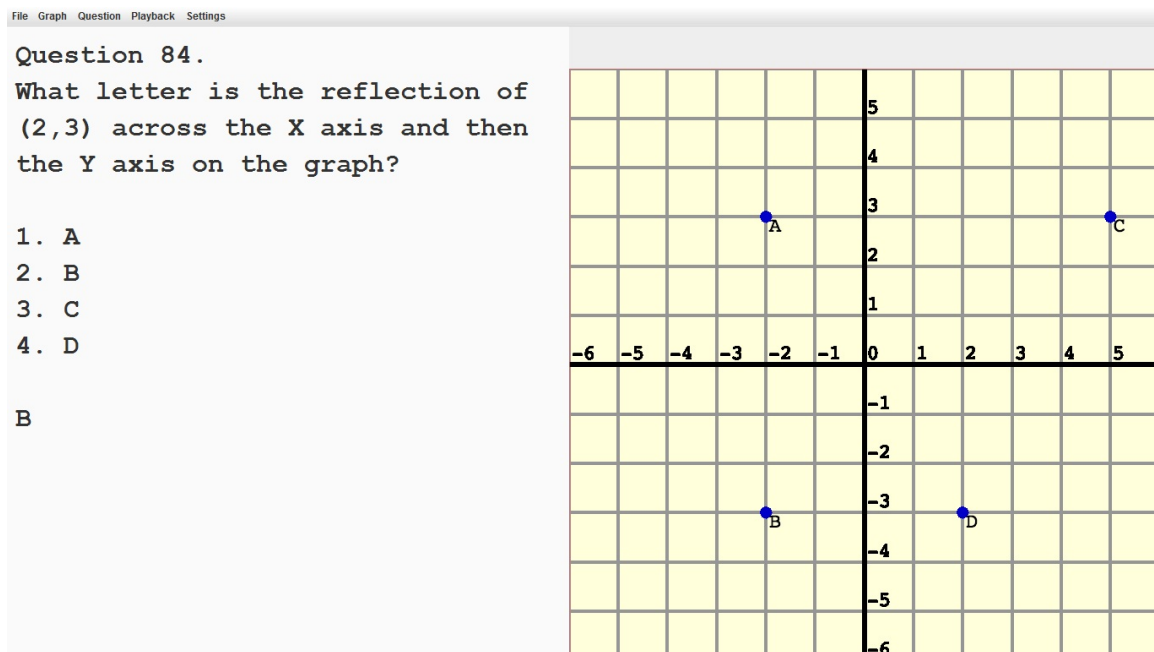 File Graph Question Playback Settings
Question 84.
What letter is the reflection of
(2,3) across the X axis and then
the Y axis on the graph?
1. A
2. B
3. C
4. D
B
5
4
3
A
C
2
1
-6 -5 -4 -3 -2 -1 0 1 2 3 4 5
-1
-2
-3
B
D
-4
-5
-6